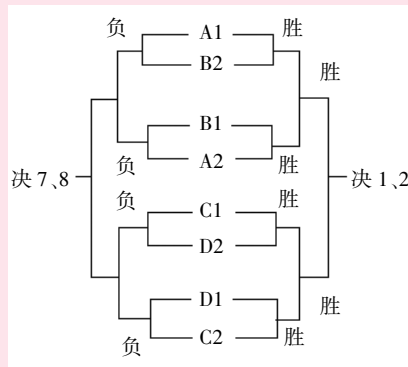 负 A1 胜
B2
胜
B1
负 A2 胜
决 7、8 决 1、2
负 C1 胜
D2
D1 胜
负 C2 胜